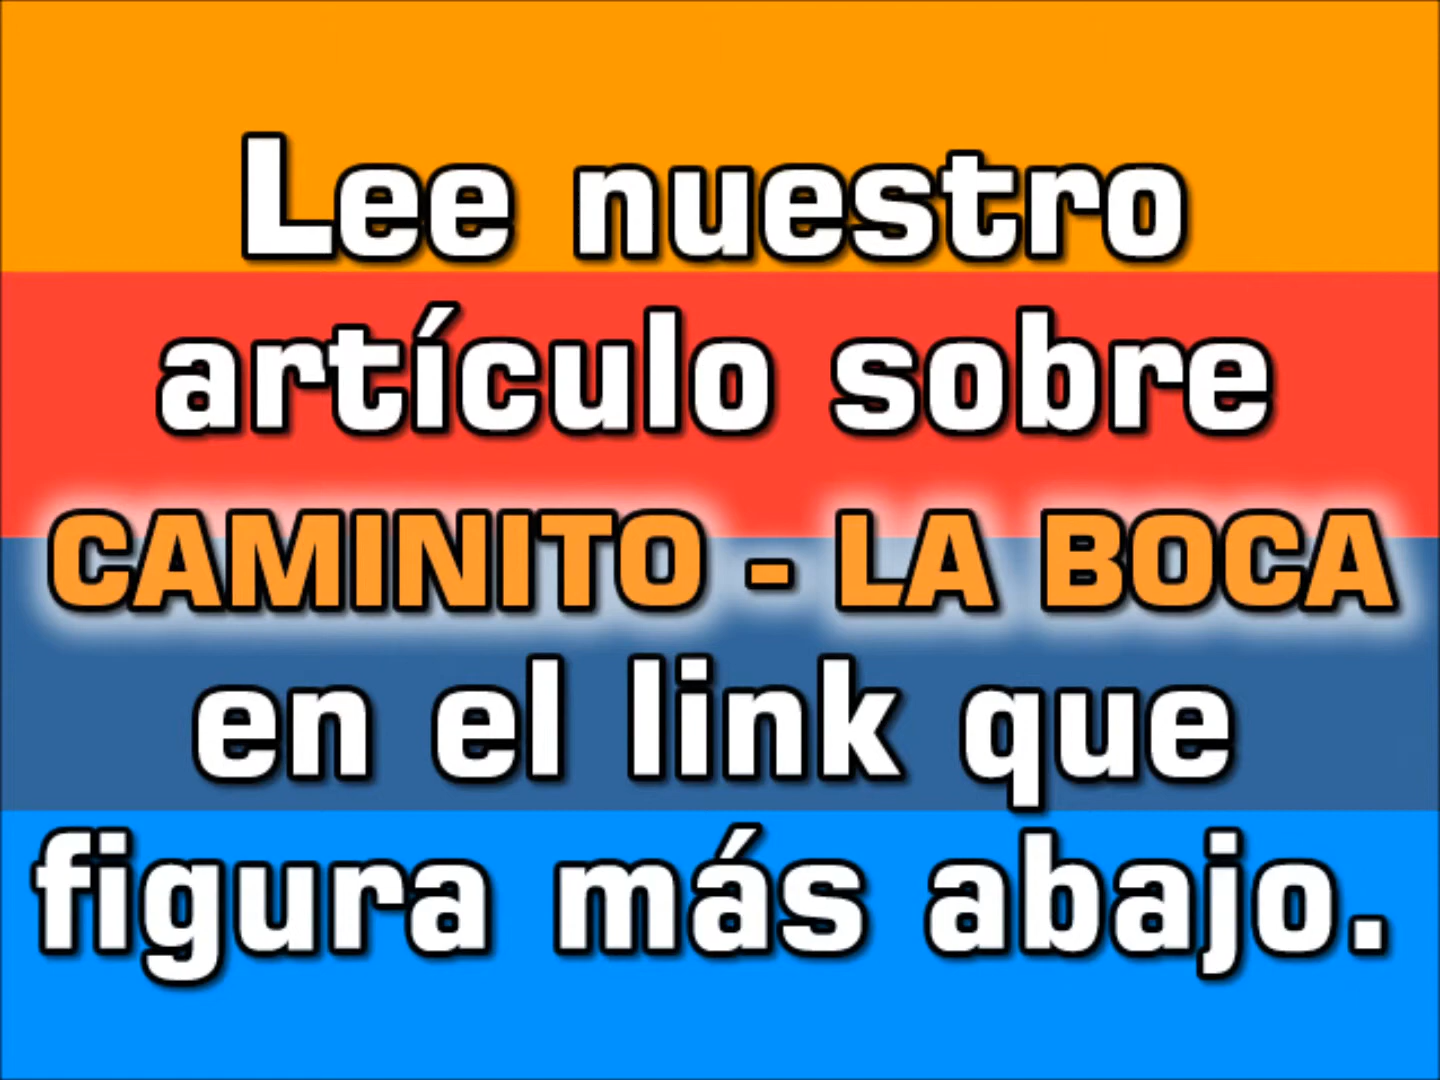 Lee nuestro
artículo sobre
CAMINITO - LA BOCA
en el link que
figura más abajo.